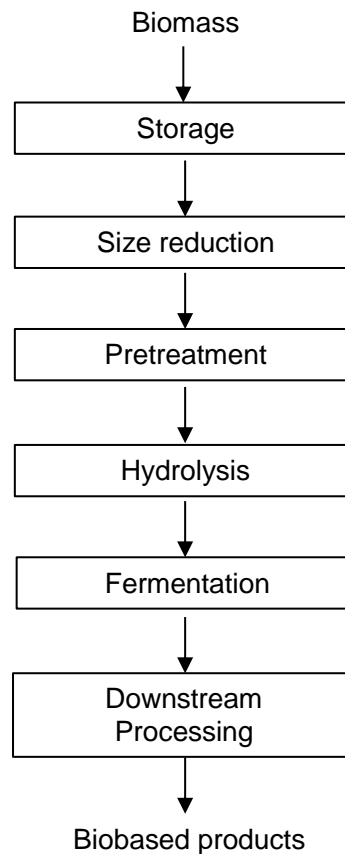 Biomass
Storage
Size reduction
Pretreatment
Hydrolysis
Fermentation
Downstream
Processing
Biobased products